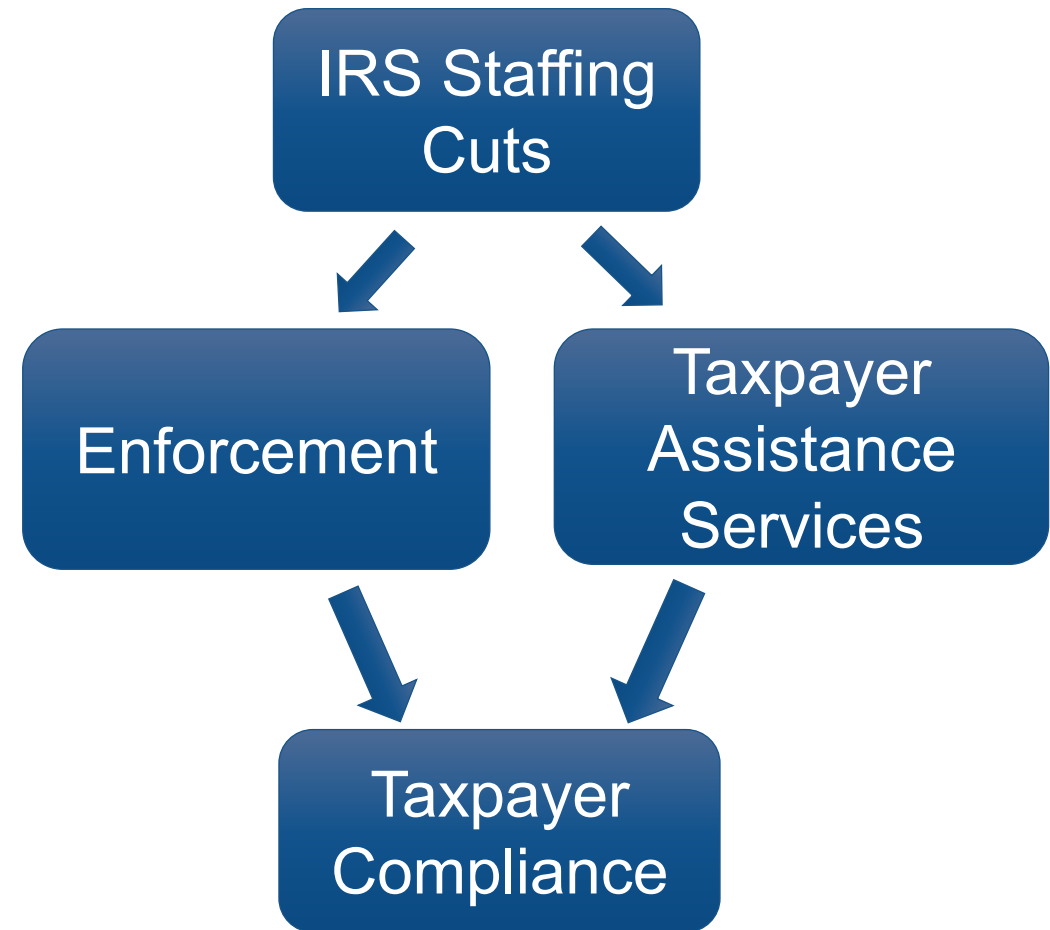 IRS Staffing
Cuts
Enforcement
Taxpayer
Assistance
Services
Taxpayer
Compliance